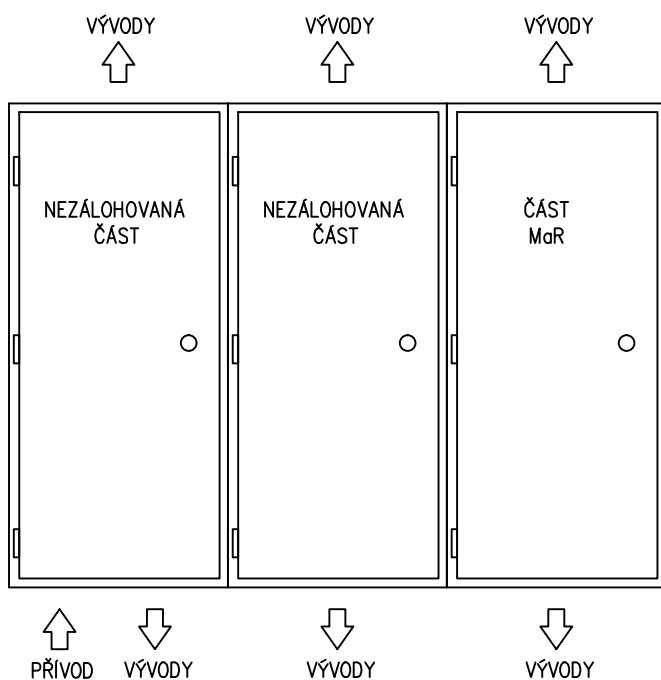 VÝVODY VÝVODY VÝVODY
NEZÁLOHOVANÁ
ČÁST
NEZÁLOHOVANÁ
ČÁST
ČÁST
MaR
PŘÍVOD VÝVODY VÝVODY VÝVODY